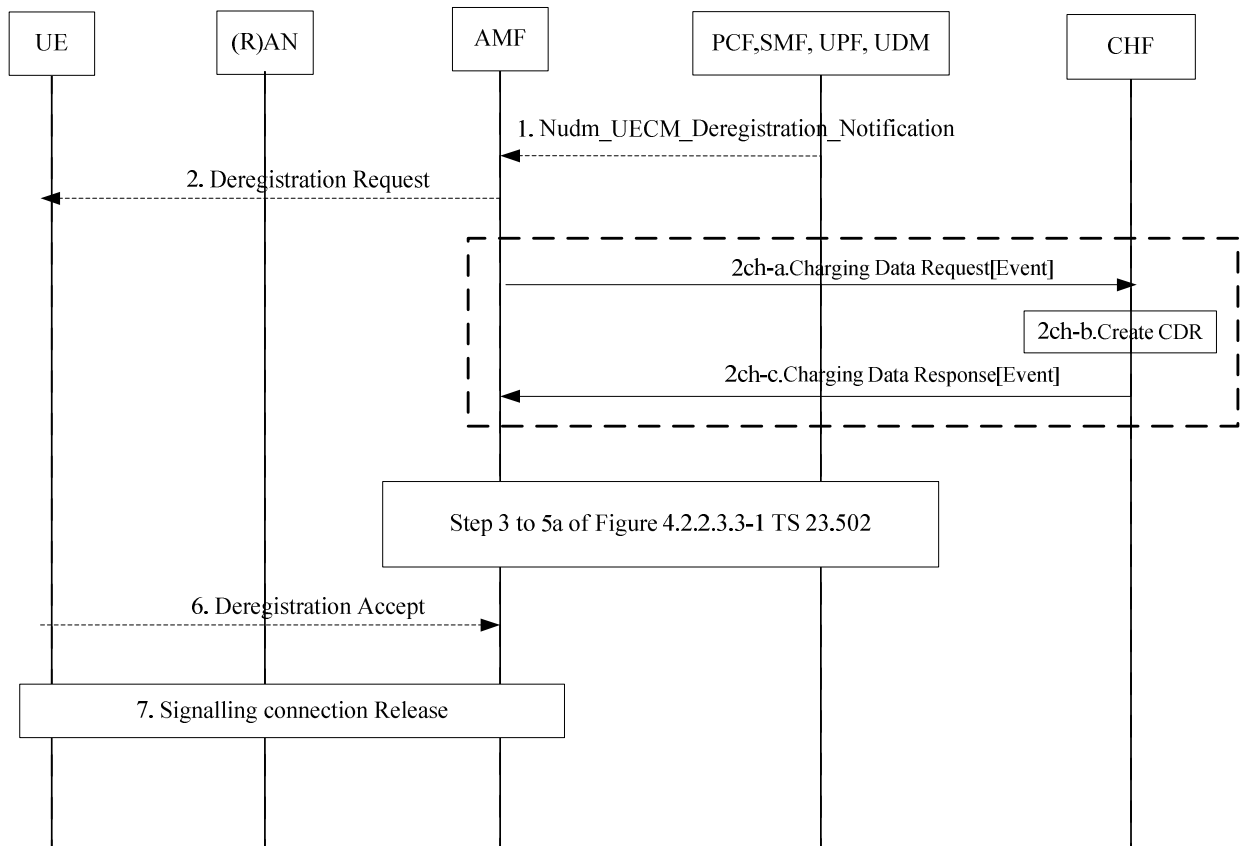 UE
(R)AN
AMF
PCF,SMF, UPF, UDM
CHF
1. Nudm_UECM_Deregistration_Notification
2. Deregistration Request
2ch-a.Charging Data Request[Event]
2ch-b.Create CDR
2ch-c.Charging Data Response[Event]
Step 3 to 5a of Figure 4.2.2.3.3-1 TS 23.502
6. Deregistration Accept
7. Signalling connection Release